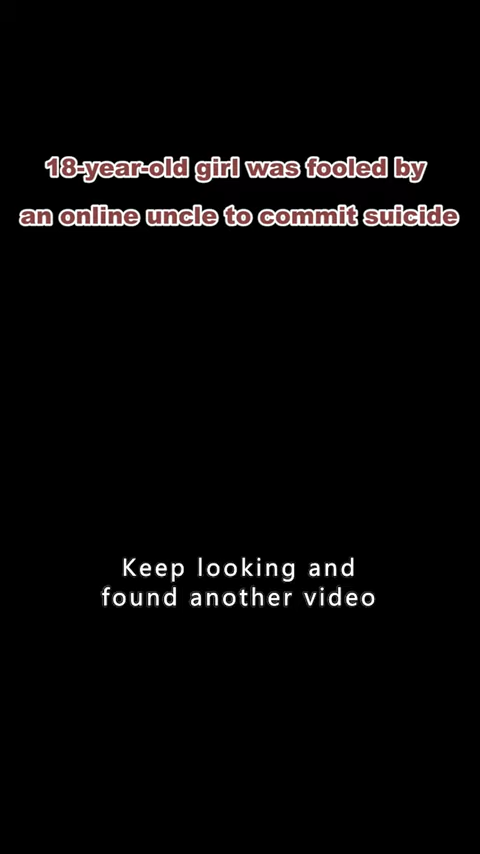 18-year-old girl was fooled by
an online uncle to commit suicide
Keep looking and
found another video